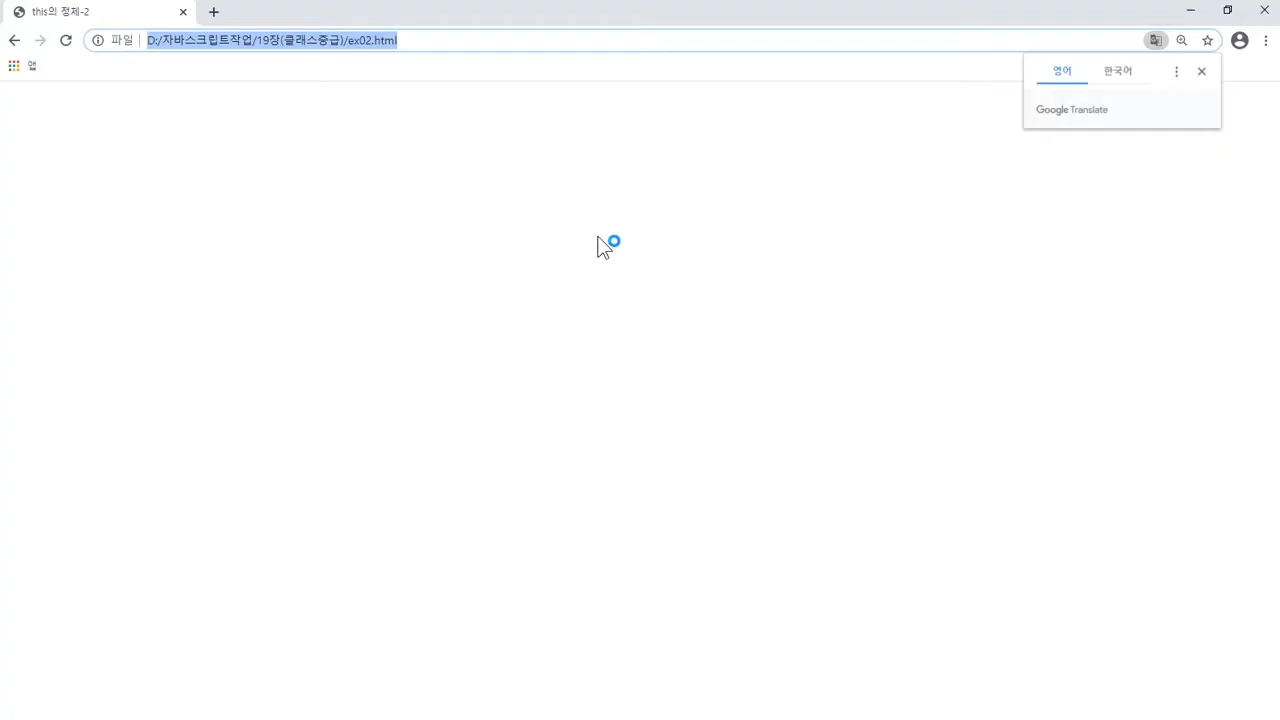 this의 정체-2
파일
D:/자바스크립트작업/19장(클래스중급)/ex02.html
앱
영어 한국어
Google Translate